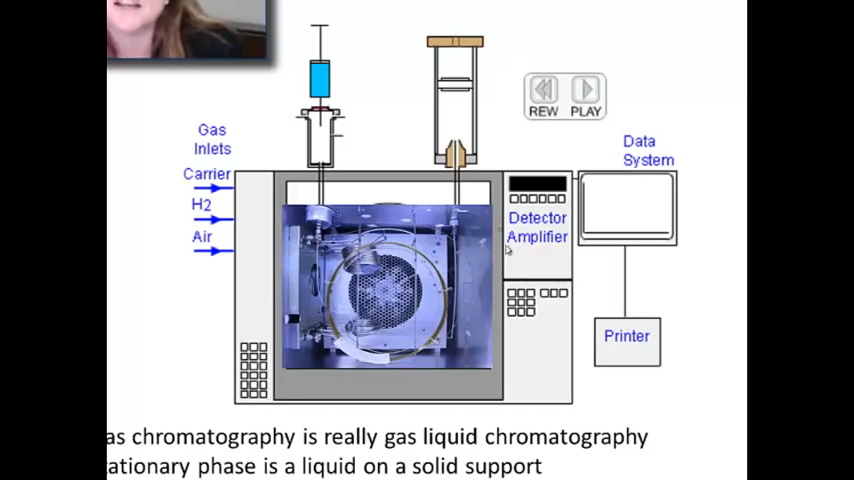 REW PLAY
Gas
Inlets
Carrier
H2
Air
Data
System
Detector
Amplifier
Printer
as chromatography is really gas liquid chromatography
tationary phase is a liquid on a solid support